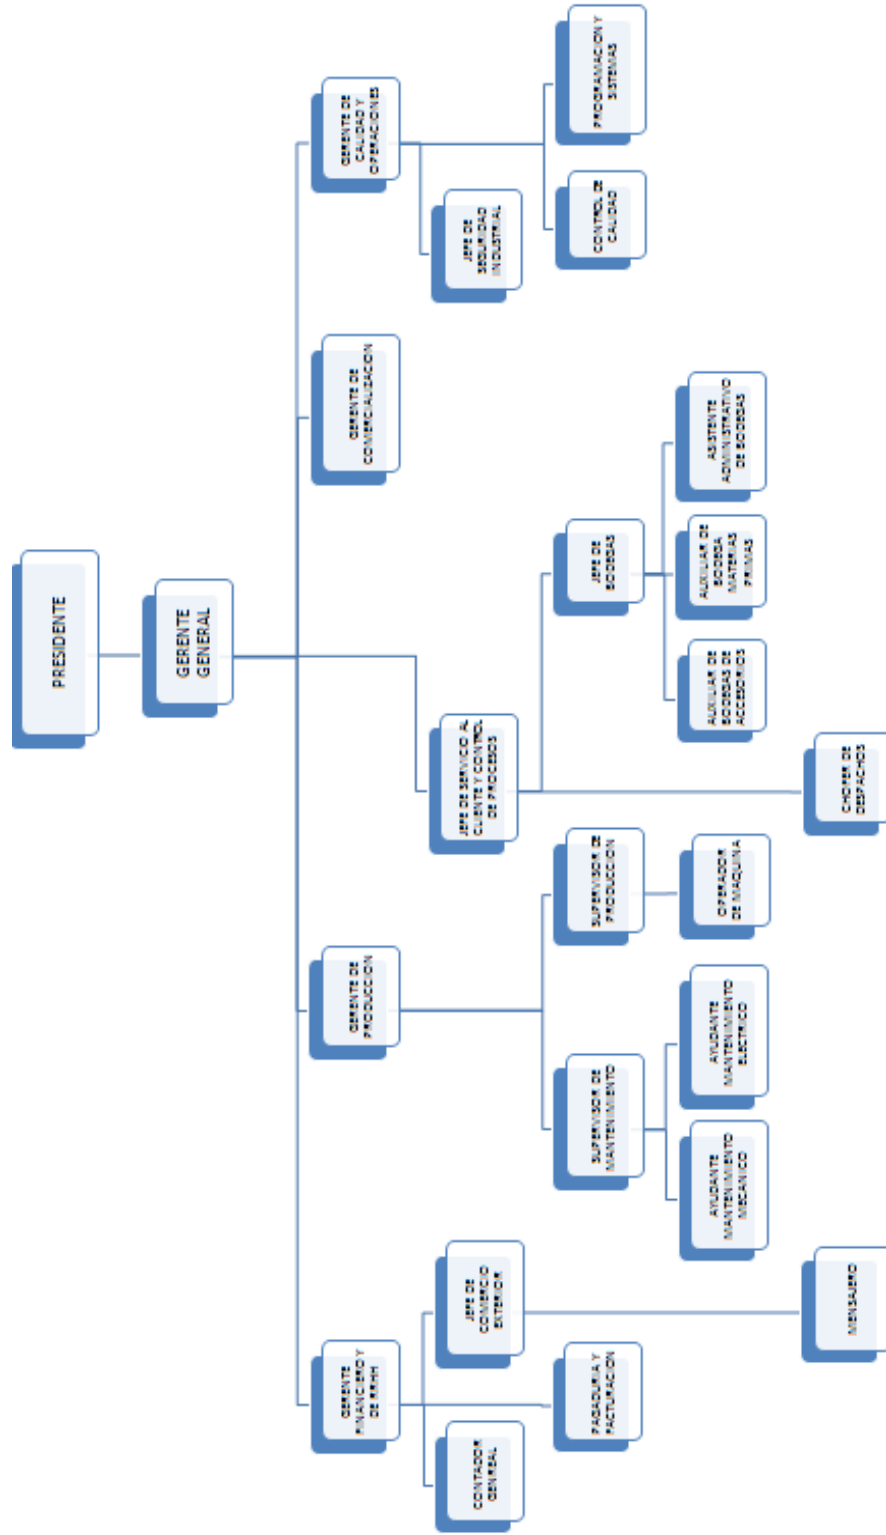 PRESIDENTE
GERENTE
GENERAL
GERENTE
FINANCIERO Y
DE RRHH
GERENTE DE
PRODUCCION
GERENTE DE
COMERCIALIZACION
GERENTE DE
CALIDAD Y
OPERACIONES
CONTADOR
GENREAL
JEFE DE
COMERCIO
EXTERIOR
JEFE DE SERVICIO AL
CLIENTE Y CONTROL
DE PROCESOS
JEFE DE
SEGURIDAD
INDUSTRIAL
PAGADURIA Y
FACTURACION
SUPERVISOR DE
MANTENIMIENTO
SUPERVISOR DE
PRODUCCION
JEFE DE
BODEGAS
CONTROL DE
CALIDAD
PROGRAMACION Y
SISTEMAS
AYUDANTE
MANTENIMIENTO
MECANICO
AYUDANTE
MANTENIMIENTO
ELECTRICO
OPERADOR
DE MAQUINA
AUXILIAR DE
BODEGAS DE
ACCESORIOS
AUXILIAR DE
BODEGA
MATERIAS
PRIMAS
ASISTENTE
ADMINISTRATIVO
DE BODEGAS
MENSAJERO
CHOFER DE
DESPACHOS